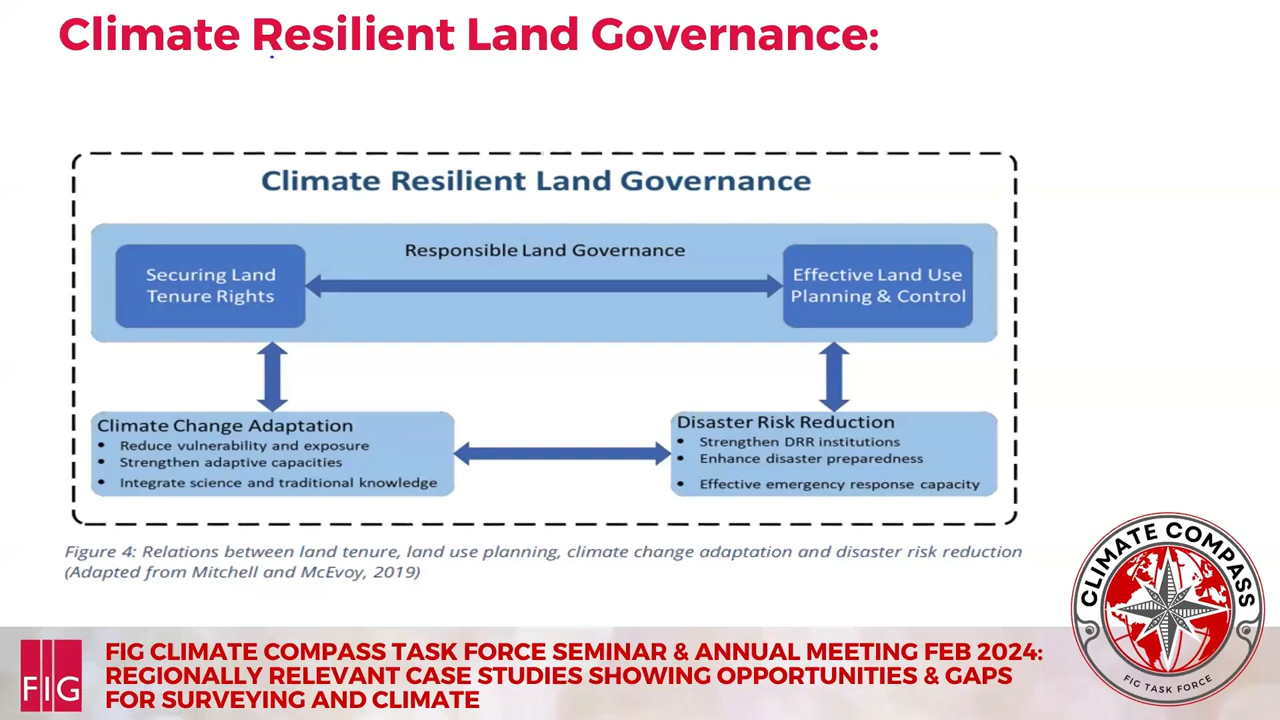 Climate Resilient Land Governance:
Climate Resilient Land Governance
Responsible Land Governance
Securing Land
Tenure Rights
Effective Land Use
Planning & Control
Climate Change Adaptation
• Reduce vulnerability and exposure
• Strengthen adaptive capacities
• Integrate science and traditional knowledge
Disaster Risk Reduction
• Strengthen DRR institutions
• Enhance disaster preparedness
• Effective emergency response capacity
Figure 4: Relations between land tenure, land use planning, climate change adaptation and disaster risk reduction
(Adapted from Mitchell and McEvoy, 2019)
CLIMATE COMPASS
FIG TASK FORCE
FIG
FIG CLIMATE COMPASS TASK FORCE SEMINAR & ANNUAL MEETING FEB 2024:
REGIONALLY RELEVANT CASE STUDIES SHOWING OPPORTUNITIES & GAPS
FOR SURVEYING AND CLIMATE